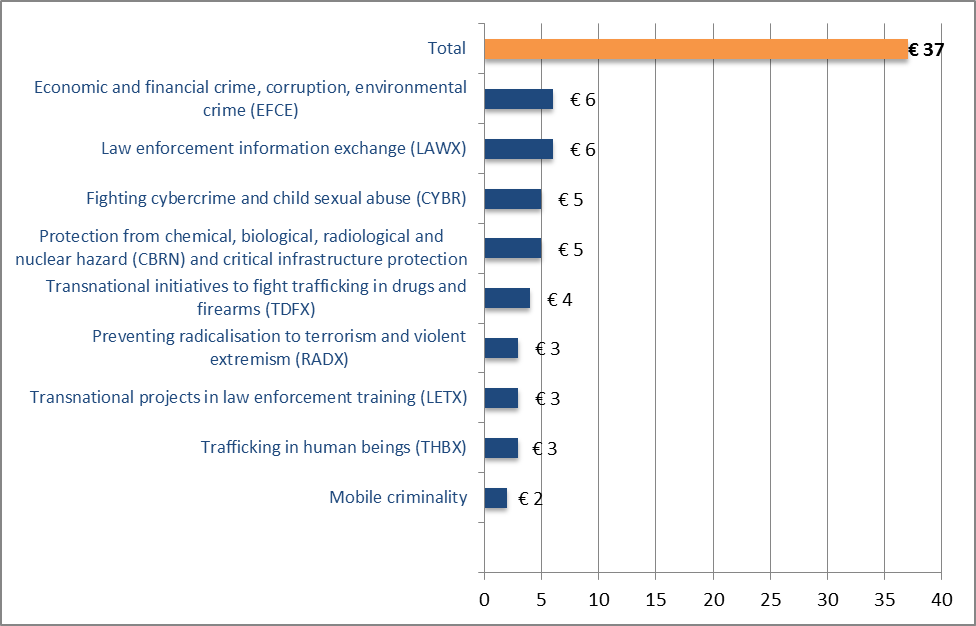 Total
€ 37
Economic and financial crime, corruption, environmental
crime (EFCE)
€ 6
Law enforcement information exchange (LAWX)
€ 6
Fighting cybercrime and child sexual abuse (CYBR)
€ 5
Protection from chemical, biological, radiological and
nuclear hazard (CBRN) and critical infrastructure protection
€ 5
Transnational initiatives to fight trafficking in drugs and
firearms (TDFX)
€ 4
Preventing radicalisation to terrorism and violent
extremism (RADX)
€ 3
Transnational projects in law enforcement training (LETX)
€ 3
Trafficking in human beings (THBX)
€ 3
Mobile criminality
€ 2
0 5 10 15 20 25 30 35 40